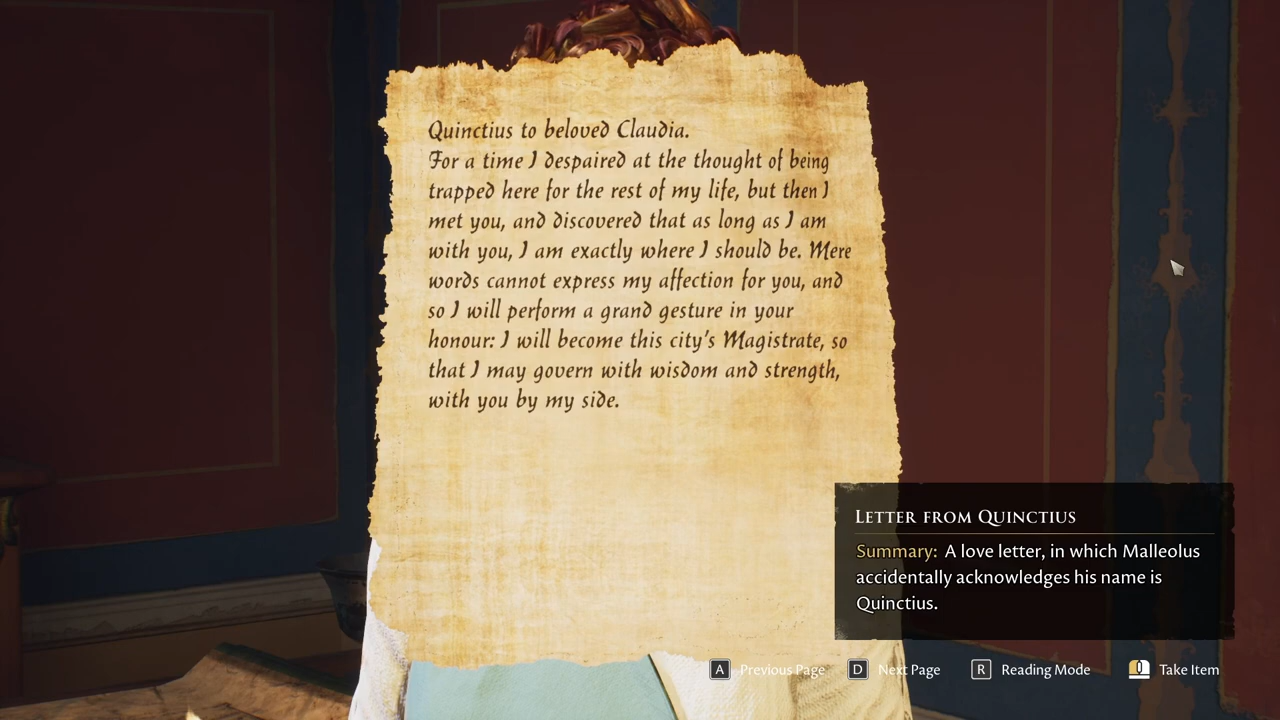 Quinctius to beloved Claudia.
For a time I despaired at the thought of being
trapped here for the rest of my life, but then I
met you, and discovered that as long as I am
with you, I am exactly where I should be. Mere
words cannot express my affection for you, and
so I will perform a grand gesture in your
honour: I will become this city's Magistrate, so
that I may govern with wisdom and strength,
with you by my side.
Letter from Quinctius
Summary: A love letter, in which Malleolus
accidentally acknowledges his name is
Quinctius.
A Previous Page D Next Page R Reading Mode Take Item